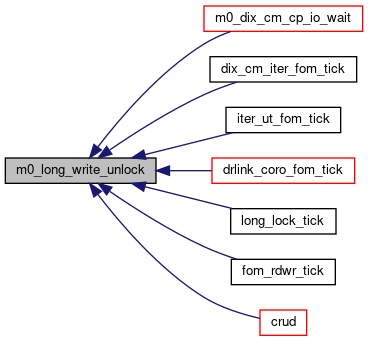 m0_dix_cm_cp_io_wait
dix_cm_iter_fom_tick
iter_ut_fom_tick
m0_long_write_unlock
drlink_coro_fom_tick
long_lock_tick
fom_rdwr_tick
crud